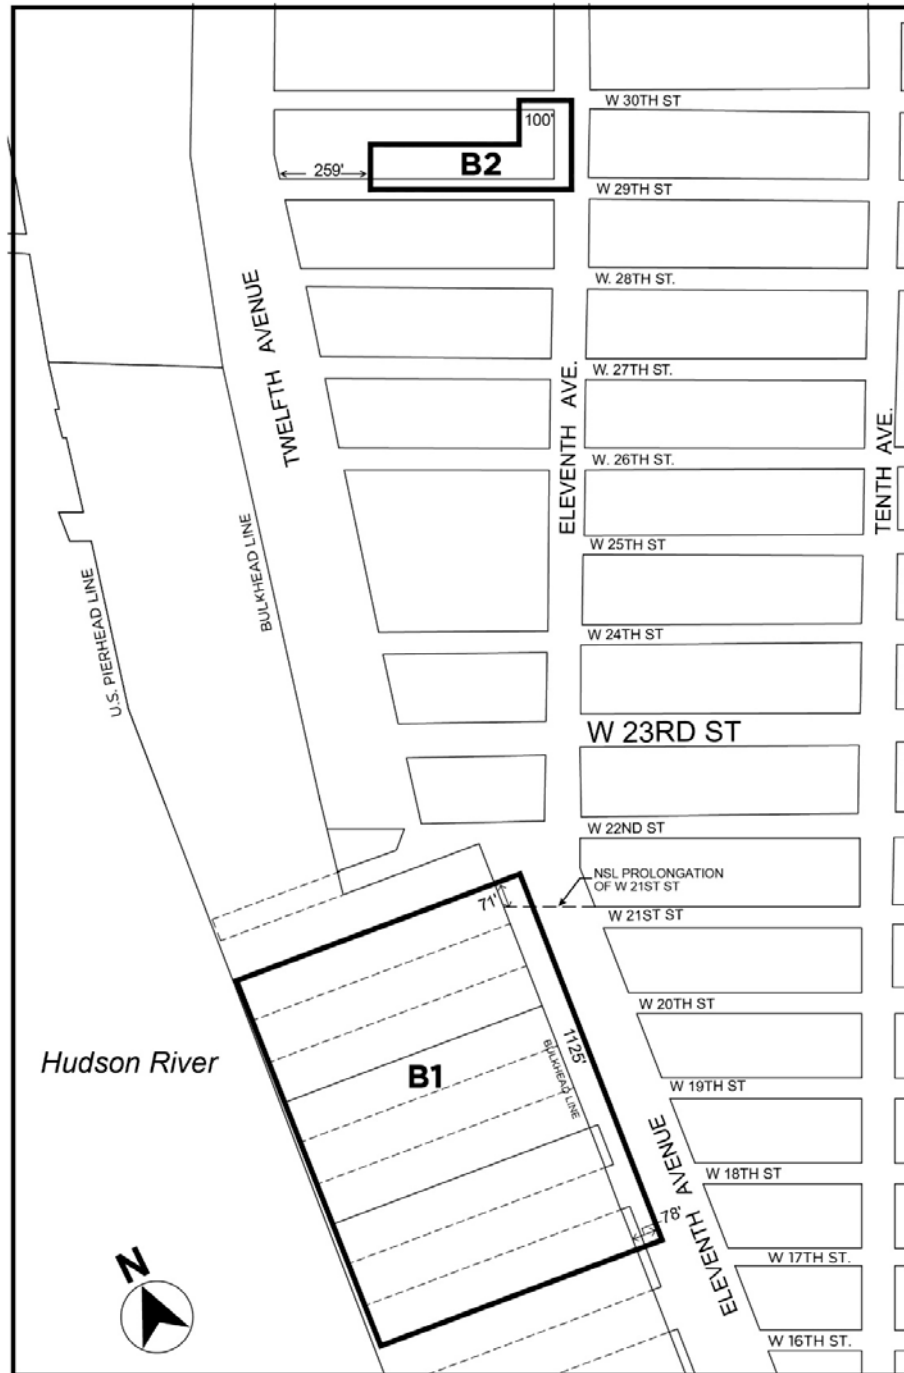 W 30TH ST
100'
B2
259'
W 29TH ST
W. 28TH ST.
TWELFTH AVENUE
W. 27TH ST.
ELEVENTH AVE.
TENTH AVE.
W. 26TH ST.
BULKHEAD LINE
W 25TH ST
U.S. PIERHEAD LINE
W 24TH ST
W 23RD ST
W 22ND ST
NSL PROLONGATION
OF W 21ST ST
71'
W 21ST ST
W 20TH ST
1125'
BULKHEAD LINE
Hudson River
B1
W 19TH ST
ELEVENTH AVENUE
W 18TH ST
78'
W 17TH ST.
N
W 16TH ST.